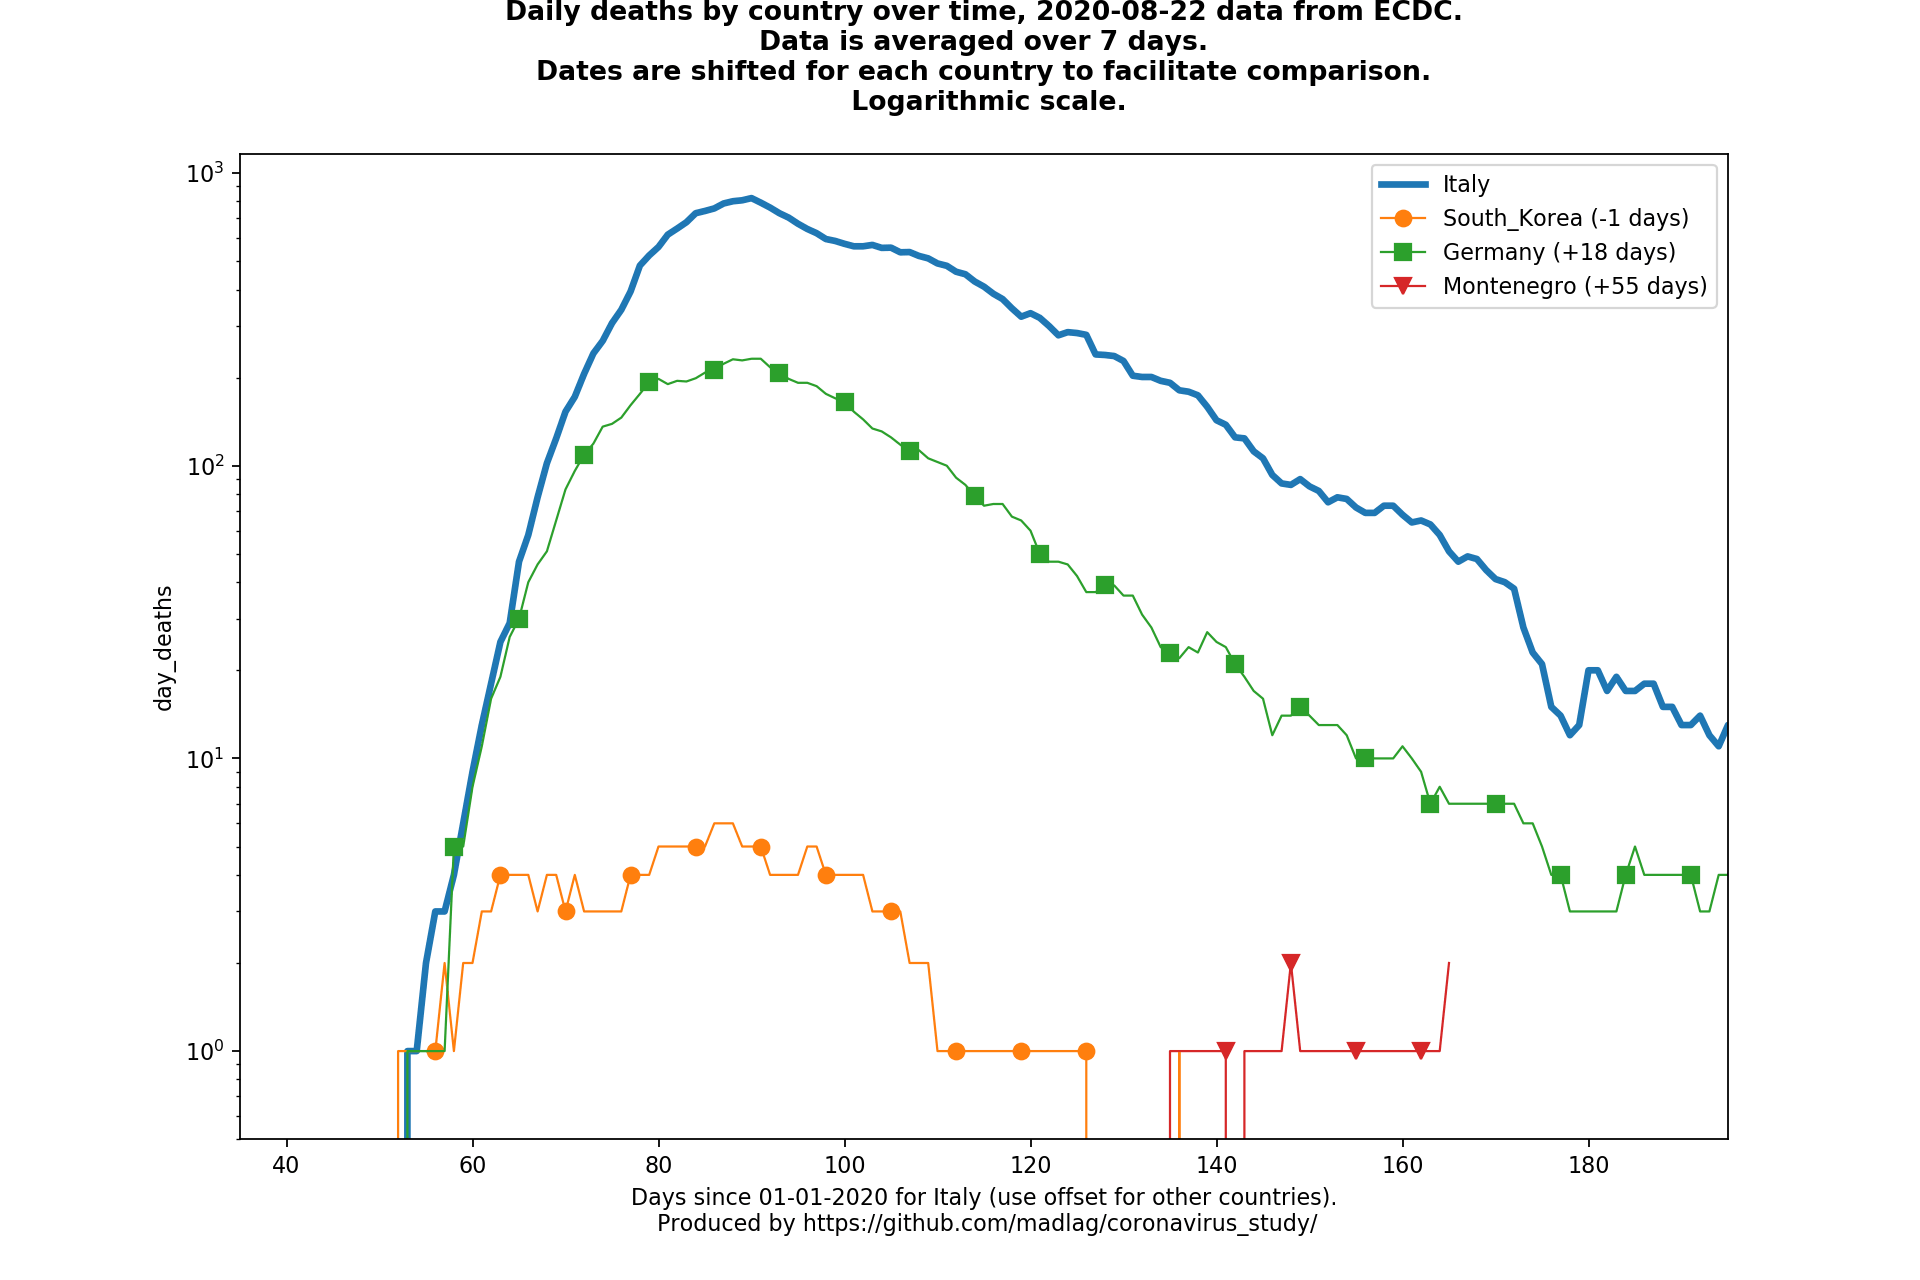 Daily deaths by country over time, 2020-08-22 data from ECDC.
Data is averaged over 7 days.
Dates are shifted for each country to facilitate comparison.
Logarithmic scale.
10³
10²
10¹
10⁰
day_deaths
Italy
South_Korea (-1 days)
Germany (+18 days)
Montenegro (+55 days)
40 60 80 100 120 140 160 180
Days since 01-01-2020 for Italy (use offset for other countries).
Produced by https://github.com/madlag/coronavirus_study/